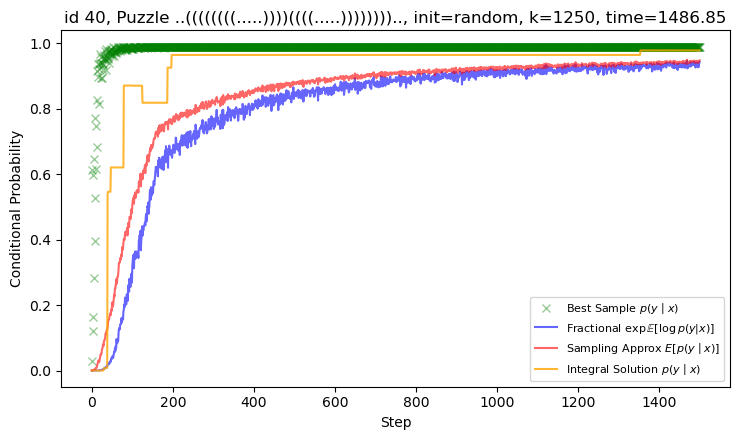 id 40, Puzzle ..((((((((.....))))((((.....)))))))).., init=random, k=1250, time=1486.85
Conditional Probability
1.0
0.8
0.6
0.4
0.2
0.0
Best Sample p(y | x)
Fractional exp𝔼[log p(y|x)]
Sampling Approx E[p(y | x)]
Integral Solution p(y | x)
0 200 400 600 800 1000 1200 1400
Step